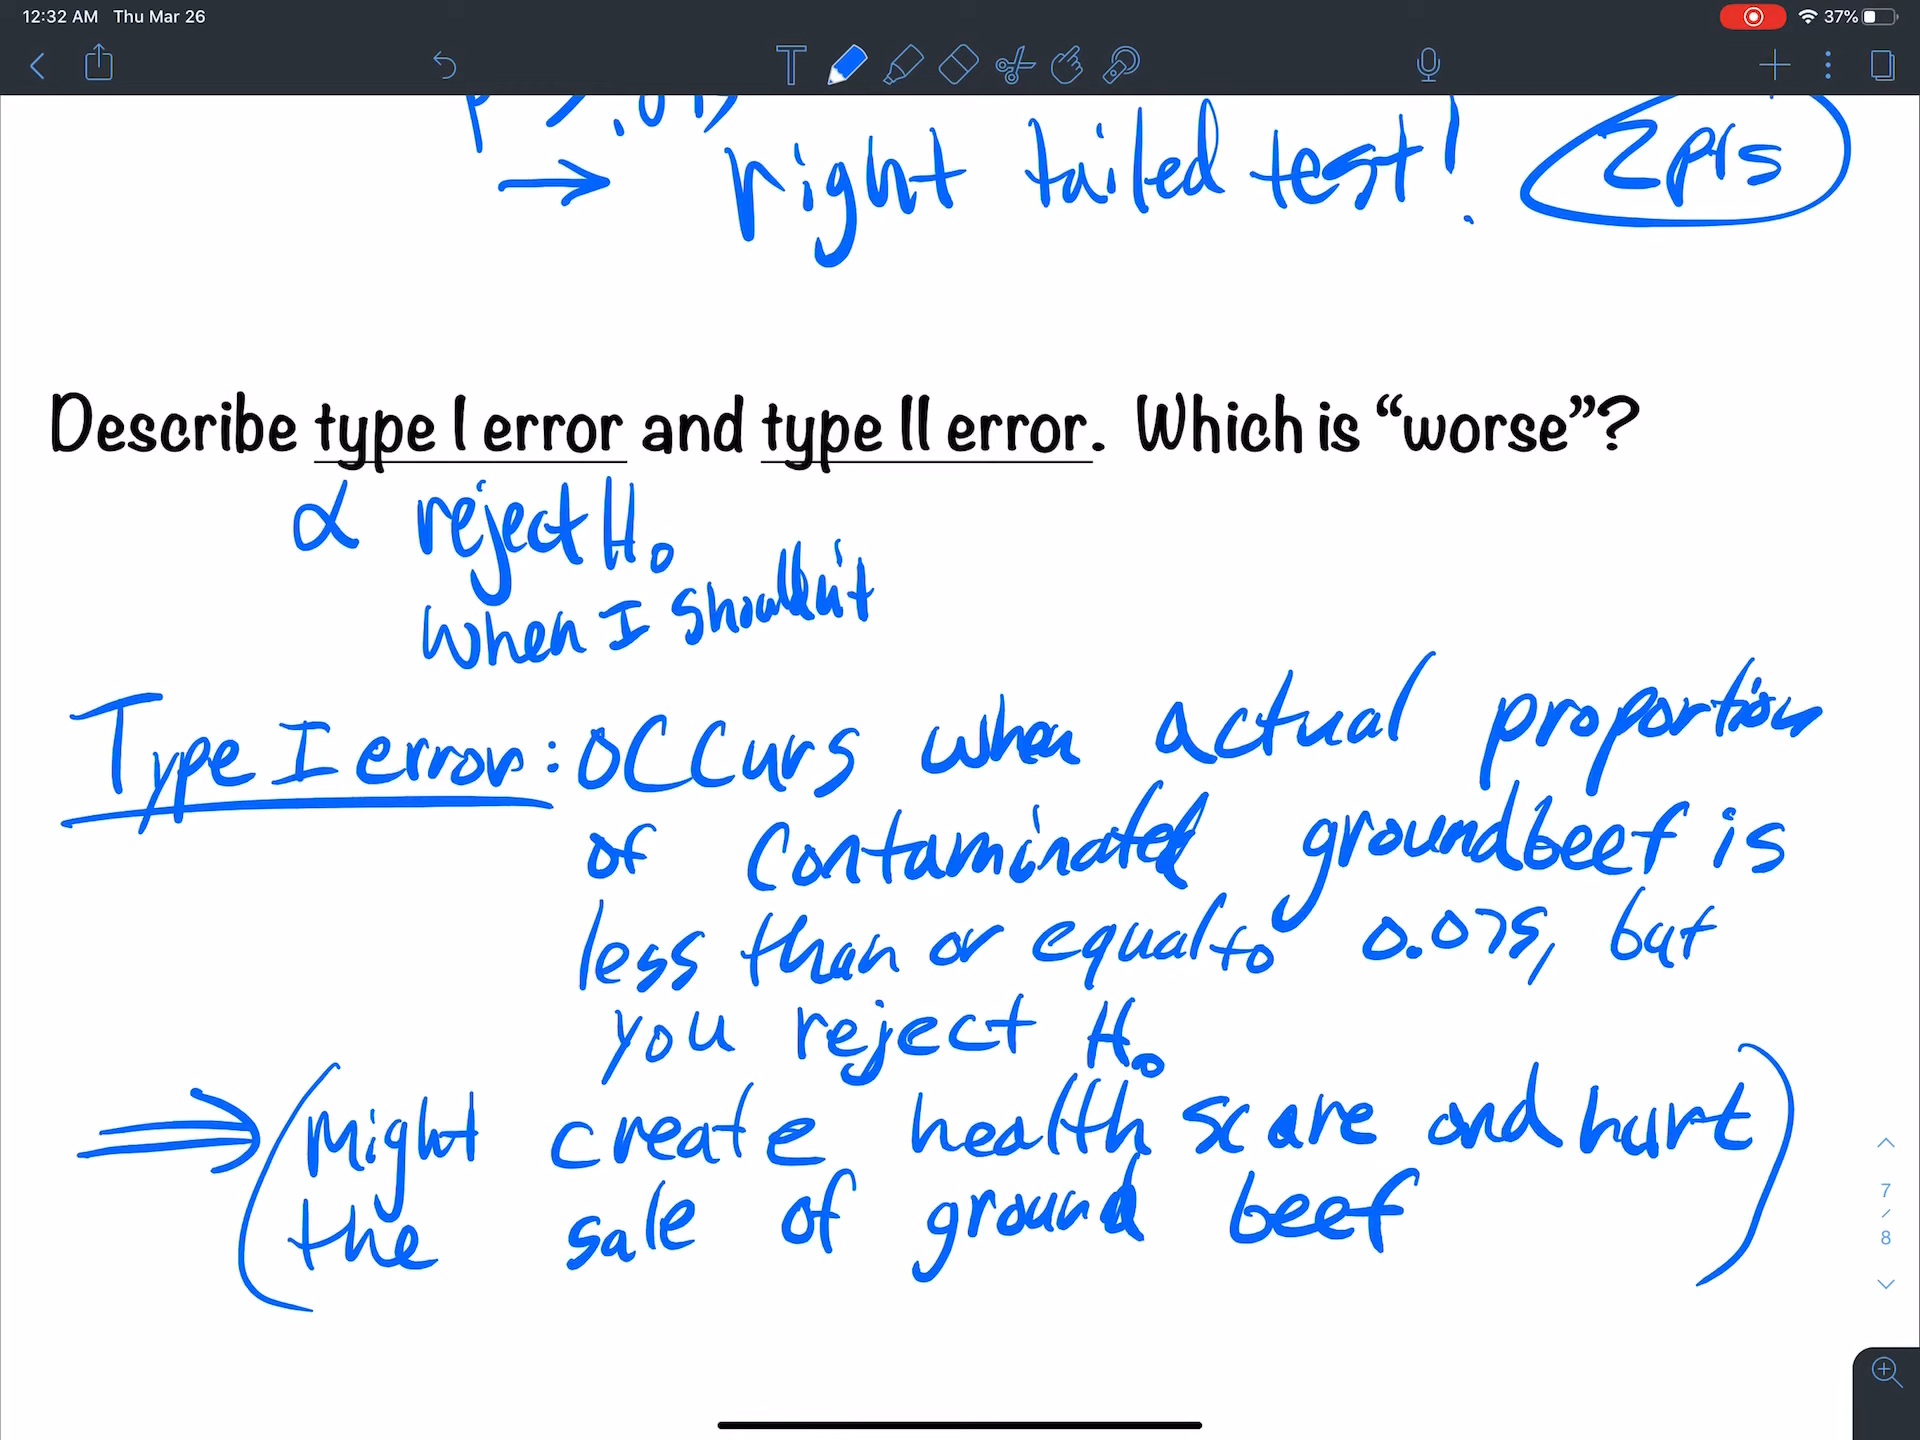 12:32 AM Thu Mar 26
37%
p > .075
→ right tailed test! 2pts
Describe type I error and type II error. Which is “worse”?
α reject H₀
when I shouldn't
Type I error: occurs when actual proportion
of contaminated ground beef is
less than or equal to 0.075, but
you reject H₀
⇒ (Might create health scare and hurt
the sale of ground beef)
7
/
8